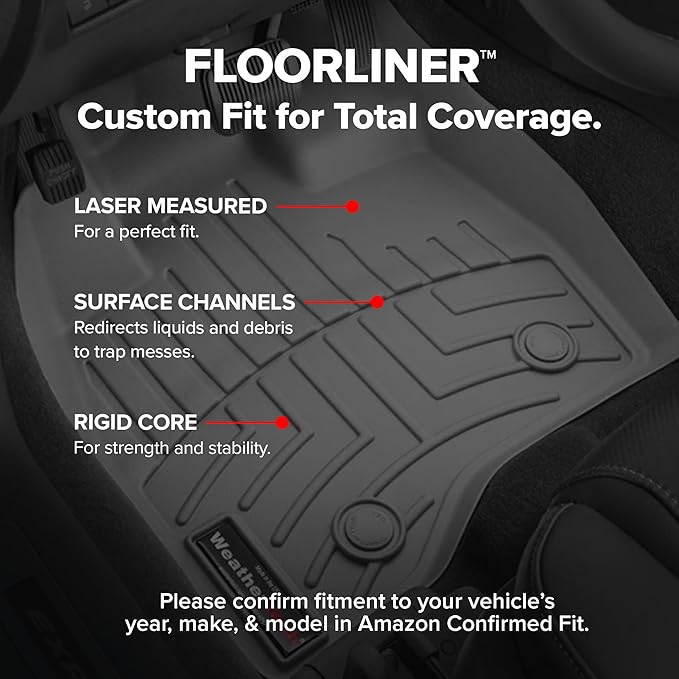 FLOORLINER™
Custom Fit for Total Coverage.
LASER MEASURED
For a perfect fit.
SURFACE CHANNELS
Redirects liquids and debris
to trap messes.
RIGID CORE
For strength and stability.
WeatherTech
Please confirm fitment to your vehicle's
year, make, & model in Amazon Confirmed Fit.